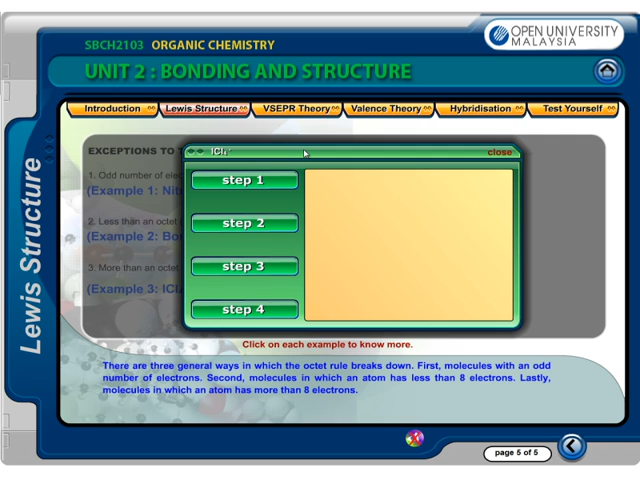 OPEN UNIVERSITY
MALAYSIA
SBCH2103 ORGANIC CHEMISTRY
UNIT 2 : BONDING AND STRUCTURE
Introduction
Lewis Structure
VSEPR Theory
Valence Theory
Hybridisation
Test Yourself
Lewis Structure
EXCEPTIONS TO
close
1. Odd number of
(Example 1:
2. Less than an octet
(Example 2:
3. More than an octet
(Example 3:
step 1
step 2
step 3
step 4
Click on each example to know more.
There are three general ways in which the octet rule breaks down. First, molecules with an odd
number of electrons. Second, molecules in which an atom has less than 8 electrons. Lastly,
molecules in which an atom has more than 8 electrons.
page 5 of 5